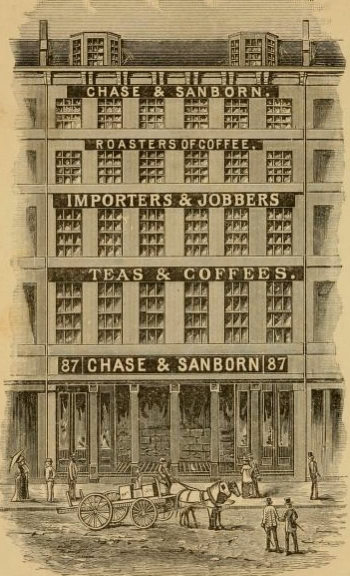 CHASE & SANBORN.
ROASTERS OF COFFEE.
IMPORTERS & JOBBERS
TEAS & COFFEES.
87 CHASE & SANBORN 87